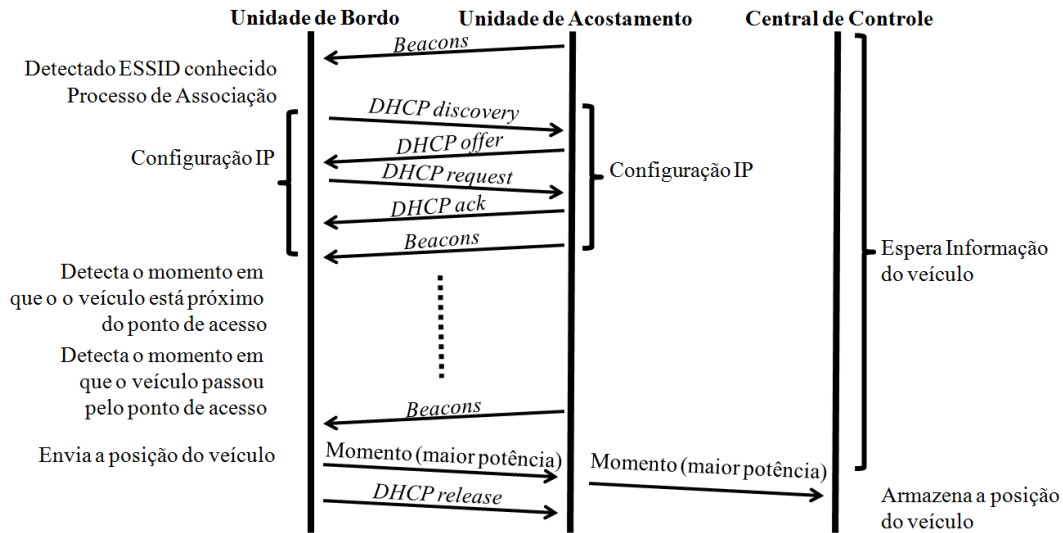 Unidade de Bordo
Unidade de Acostamento
Central de Controle
Beacons
Detectado ESSID conhecido
Processo de Associação
DHCP discovery
DHCP offer
Configuração IP
Configuração IP
DHCP request
DHCP ack
Beacons
Espera Informação
do veículo
Detecta o momento em
que o o veículo está próximo
do ponto de acesso
Detecta o momento em
que o veículo passou
pelo ponto de acesso
Beacons
Envia a posição do veículo
Momento (maior potência)
Momento (maior potência)
DHCP release
Armazena a posição
do veículo